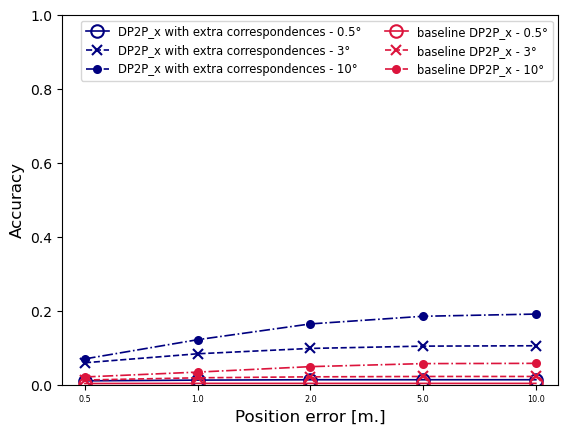 DP2P_x with extra correspondences - 0.5°
DP2P_x with extra correspondences - 3°
DP2P_x with extra correspondences - 10°
baseline DP2P_x - 0.5°
baseline DP2P_x - 3°
baseline DP2P_x - 10°
1.0
0.8
0.6
0.4
0.2
0.0
Accuracy
0.5
1.0
2.0
5.0
10.0
Position error [m.]